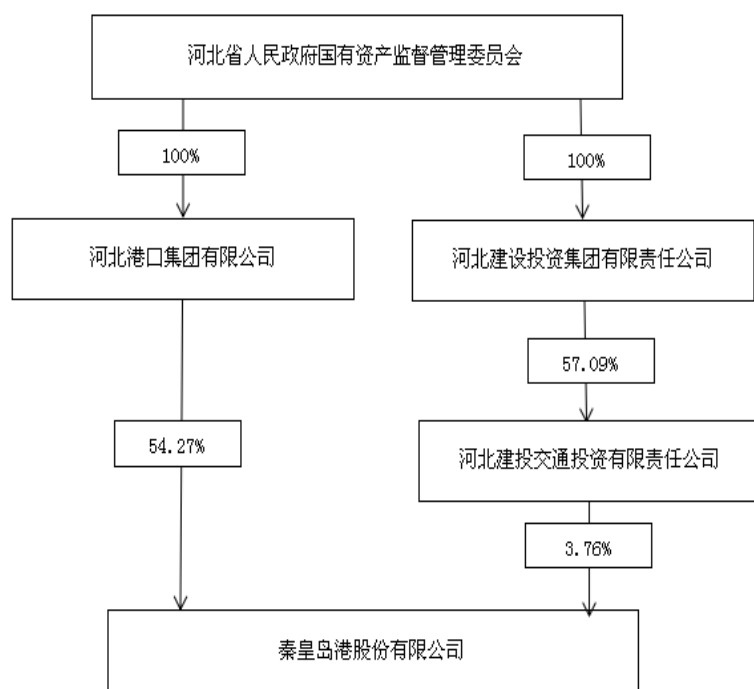 河北省人民政府国有资产监督管理委员会
100%
100%
河北港口集团有限公司
河北建设投资集团有限责任公司
57.09%
54.27%
河北建投交通投资有限责任公司
3.76%
秦皇岛港股份有限公司